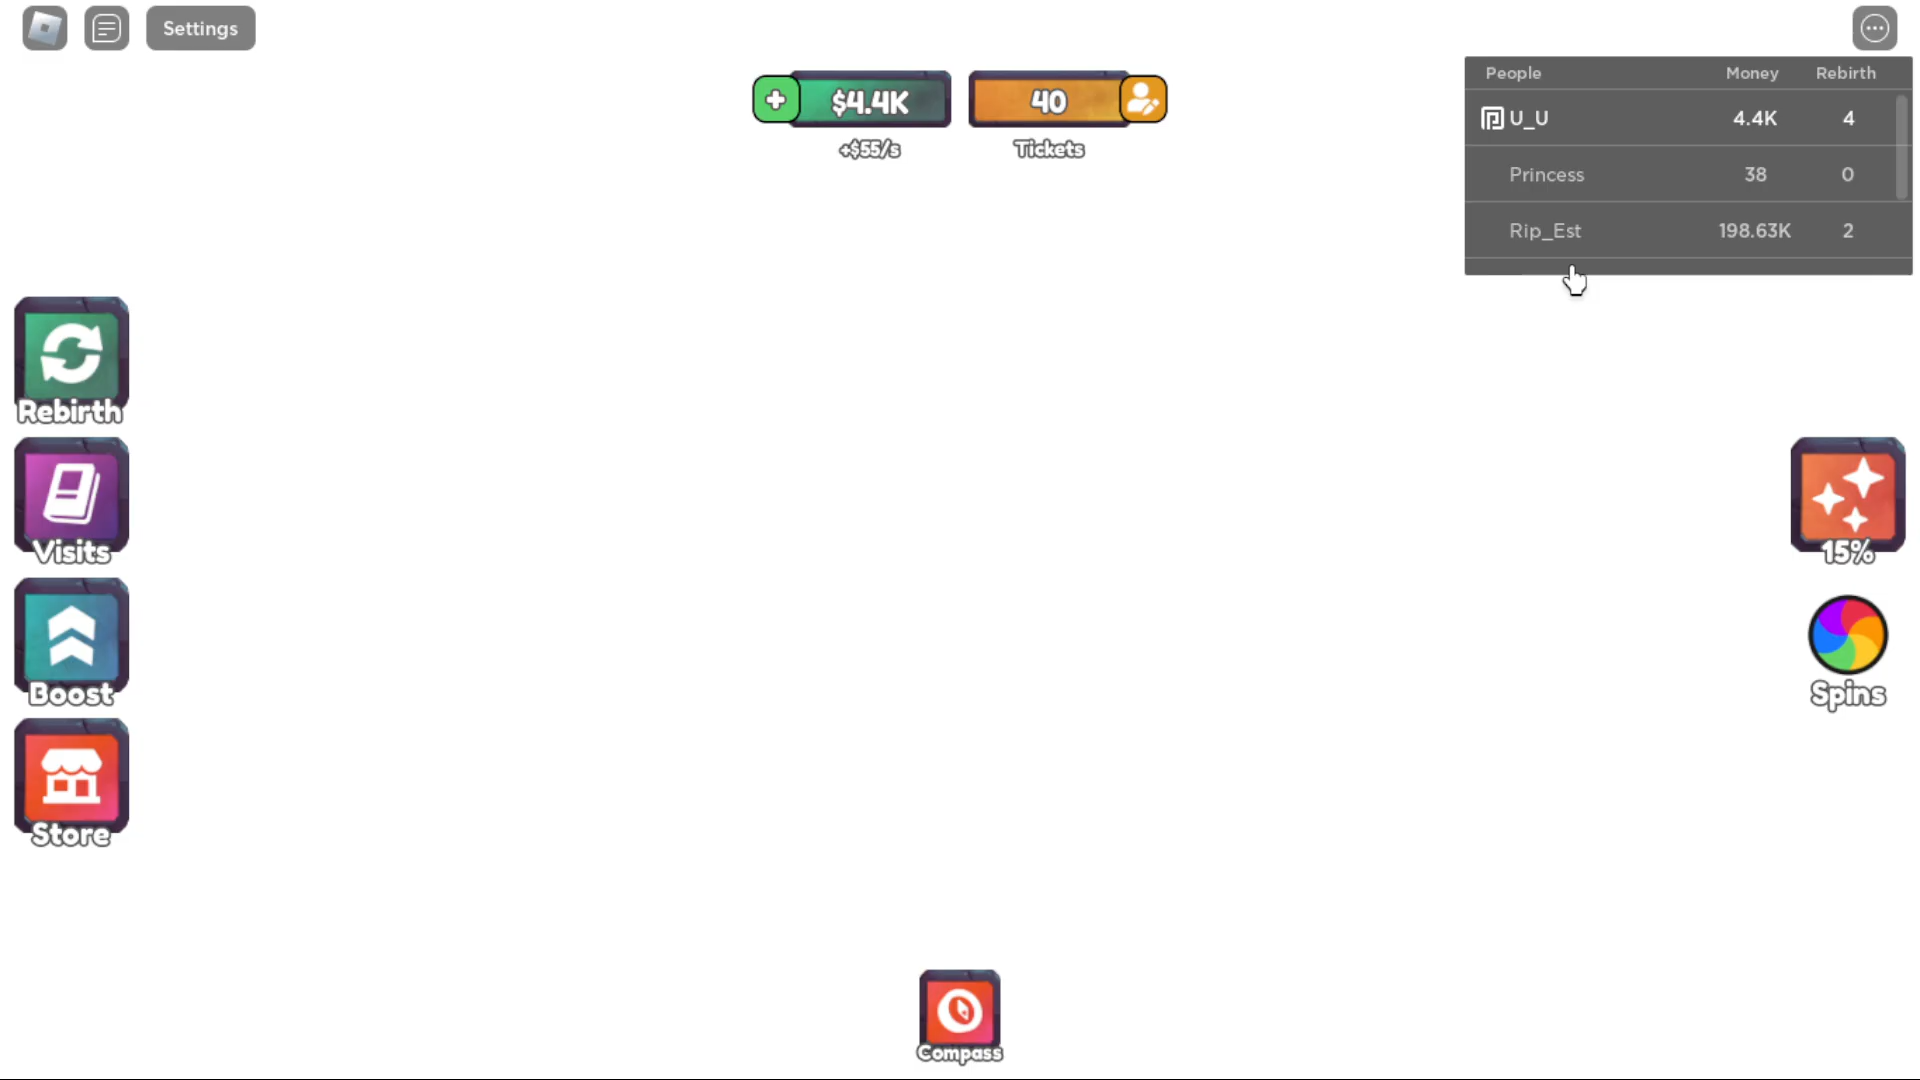 Settings
$4.4K
40
+$55/s
Tickets
People Money Rebirth
U_U 4.4K 4
Princess 38 0
Rip_Est 198.63K 2
Rebirth
Visits
15%
Boost
Spins
Store
Compass